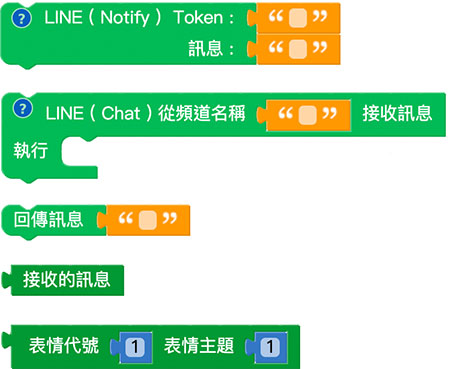 ? LINE ( Notify ) Token : “ ”
訊息 : “ ”
? LINE ( Chat ) 從頻道名稱 “ ” 接收訊息
執行
回傳訊息 “ ”
接收的訊息
表情代號 1 表情主題 1